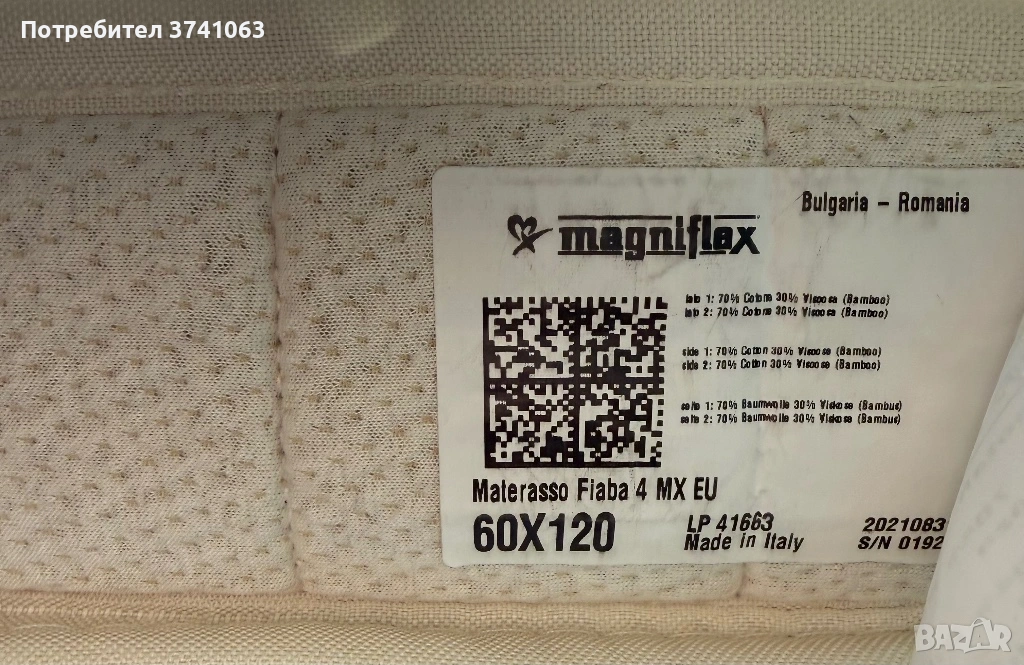 Потребител 3741063
Bulgaria - Romania
magniflex
lato 1: 70% Cotone 30% Viscosa (Bamboo)
lato 2: 70% Cotone 30% Viscosa (Bamboo)
side 1: 70% Cotton 30% Viscose (Bamboo)
side 2: 70% Cotton 30% Viscose (Bamboo)
seite 1: 70% Baumwolle 30% Viskose (Bambus)
seite 2: 70% Baumwolle 30% Viskose (Bambus)
Materasso Fiaba 4 MX EU
60X120
LP 41663
2021083
Made in Italy
S/N 0192
BAZAR